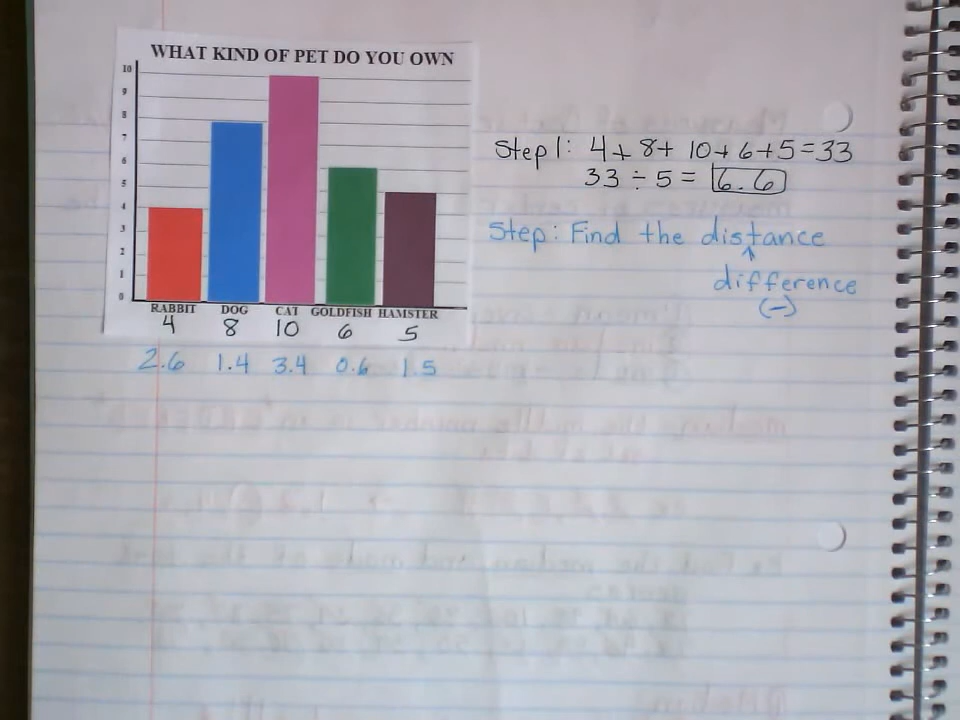 WHAT KIND OF PET DO YOU OWN
10
9
8
7
6
5
4
3
2
1
0
RABBIT DOG CAT GOLDFISH HAMSTER
4 8 10 6 5
2.6 1.4 3.4 0.6 1.5
Step 1: 4+ 8+ 10+6+5=33
33 ÷ 5 = 6.6
Step: Find the distance
difference
(-)